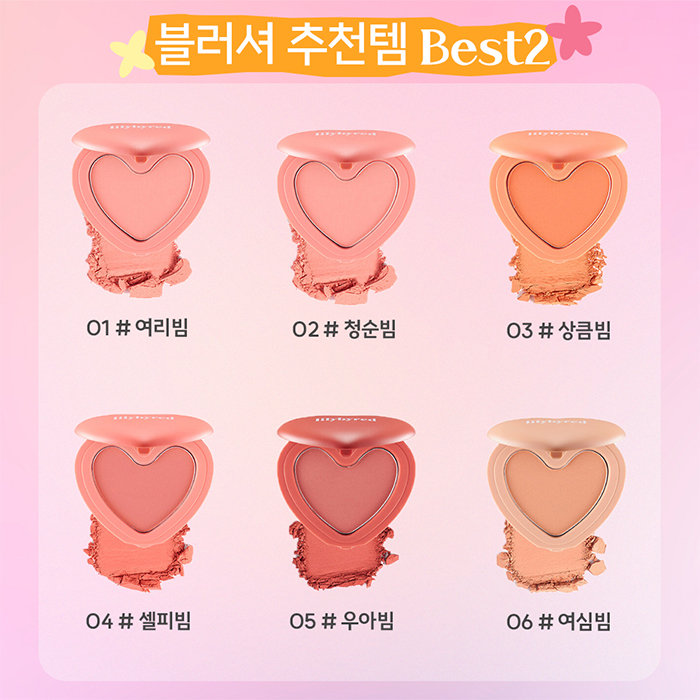 블러셔 추천템 Best2
lilybyred
lilybyred
lilybyred
01 # 여리빔
02 # 청순빔
03 # 상큼빔
lilybyred
lilybyred
lilybyred
04 # 셀피빔
05 # 우아빔
06 # 여심빔